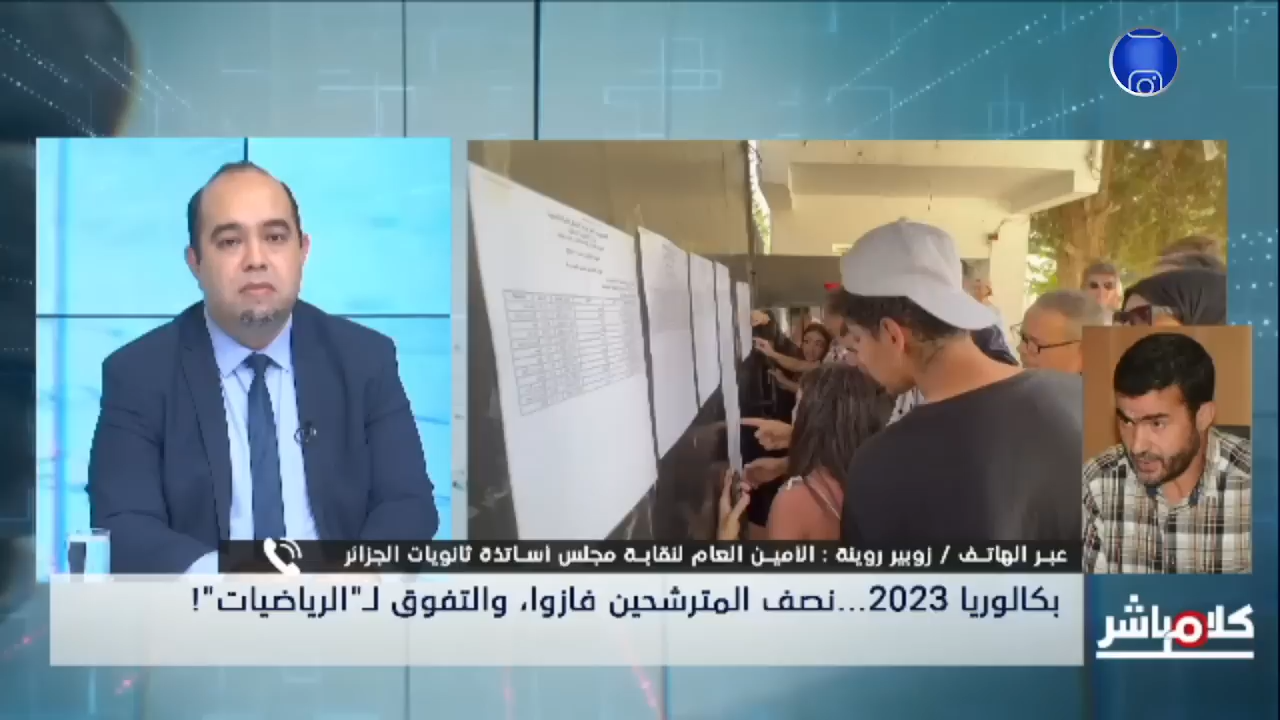 عبر الهاتف / زوبير روينة : الأمين العام لنقابة مجلس أساتذة ثانويات الجزائر
بكالوريا 2023...نصف المترشحين فازوا، والتفوق لـ"الرياضيات"!
كلام مباشر